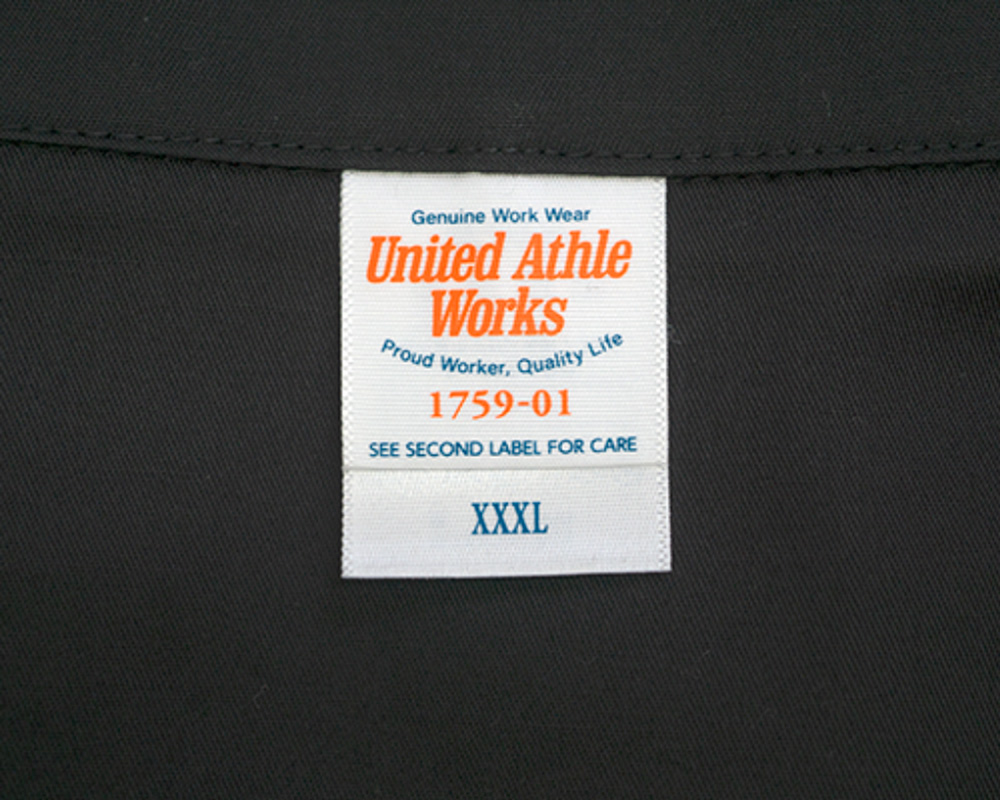 Genuine Work Wear
United Athle
Works
Proud Worker, Quality Life
1759-01
SEE SECOND LABEL FOR CARE
XXXL